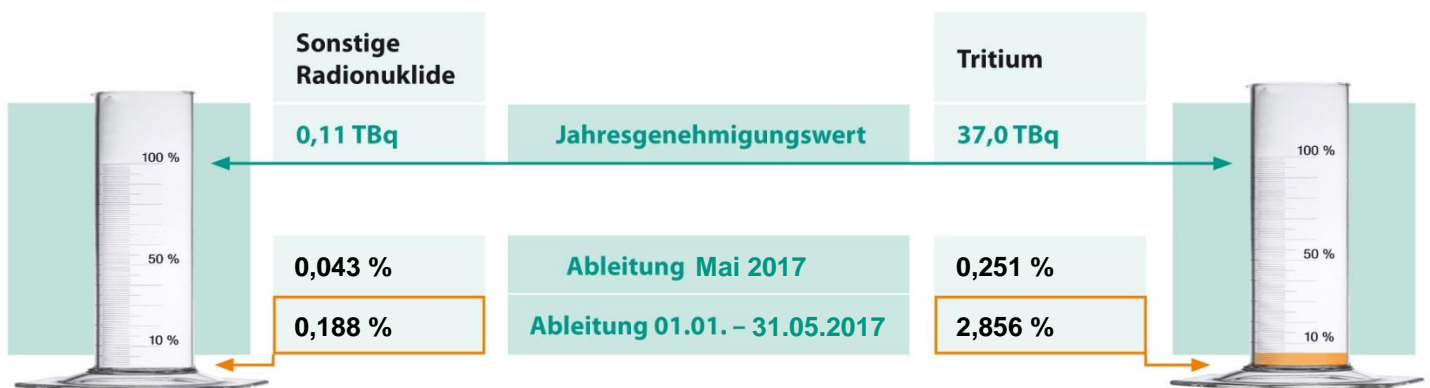 Sonstige
Radionuklide
Tritium
0,11 TBq
Jahresgenehmigungswert
37,0 TBq
100 %
100 %
50 %
50 %
0,043 %
Ableitung Mai 2017
0,251 %
0,188 %
Ableitung 01.01. – 31.05.2017
2,856 %
10 %
10 %